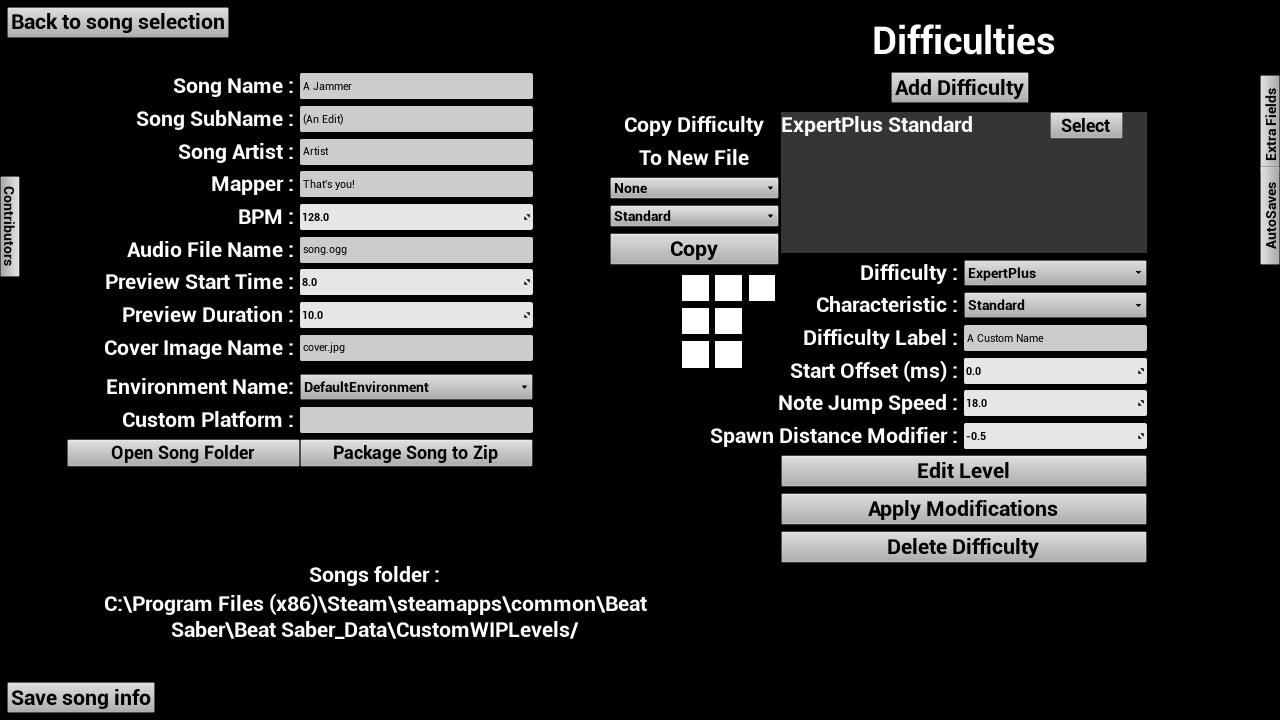 Back to song selection
Song Name : A Jammer
Song SubName : (An Edit)
Song Artist : Artist
Mapper : That's you!
BPM : 128.0
Audio File Name : song.ogg
Preview Start Time : 8.0
Preview Duration : 10.0
Cover Image Name : cover.jpg
Environment Name: DefaultEnvironment
Custom Platform :
Open Song Folder Package Song to Zip
Songs folder :
C:\Program Files (x86)\Steam\steamapps\common\Beat
Saber\Beat Saber_Data\CustomWIPLevels/
Save song info
Contributors
Difficulties
Add Difficulty
Copy Difficulty
To New File
None
Standard
Copy
ExpertPlus Standard Select
Difficulty : ExpertPlus
Characteristic : Standard
Difficulty Label : A Custom Name
Start Offset (ms) : 0.0
Note Jump Speed : 18.0
Spawn Distance Modifier : -0.5
Edit Level
Apply Modifications
Delete Difficulty
Extra Fields
AutoSaves